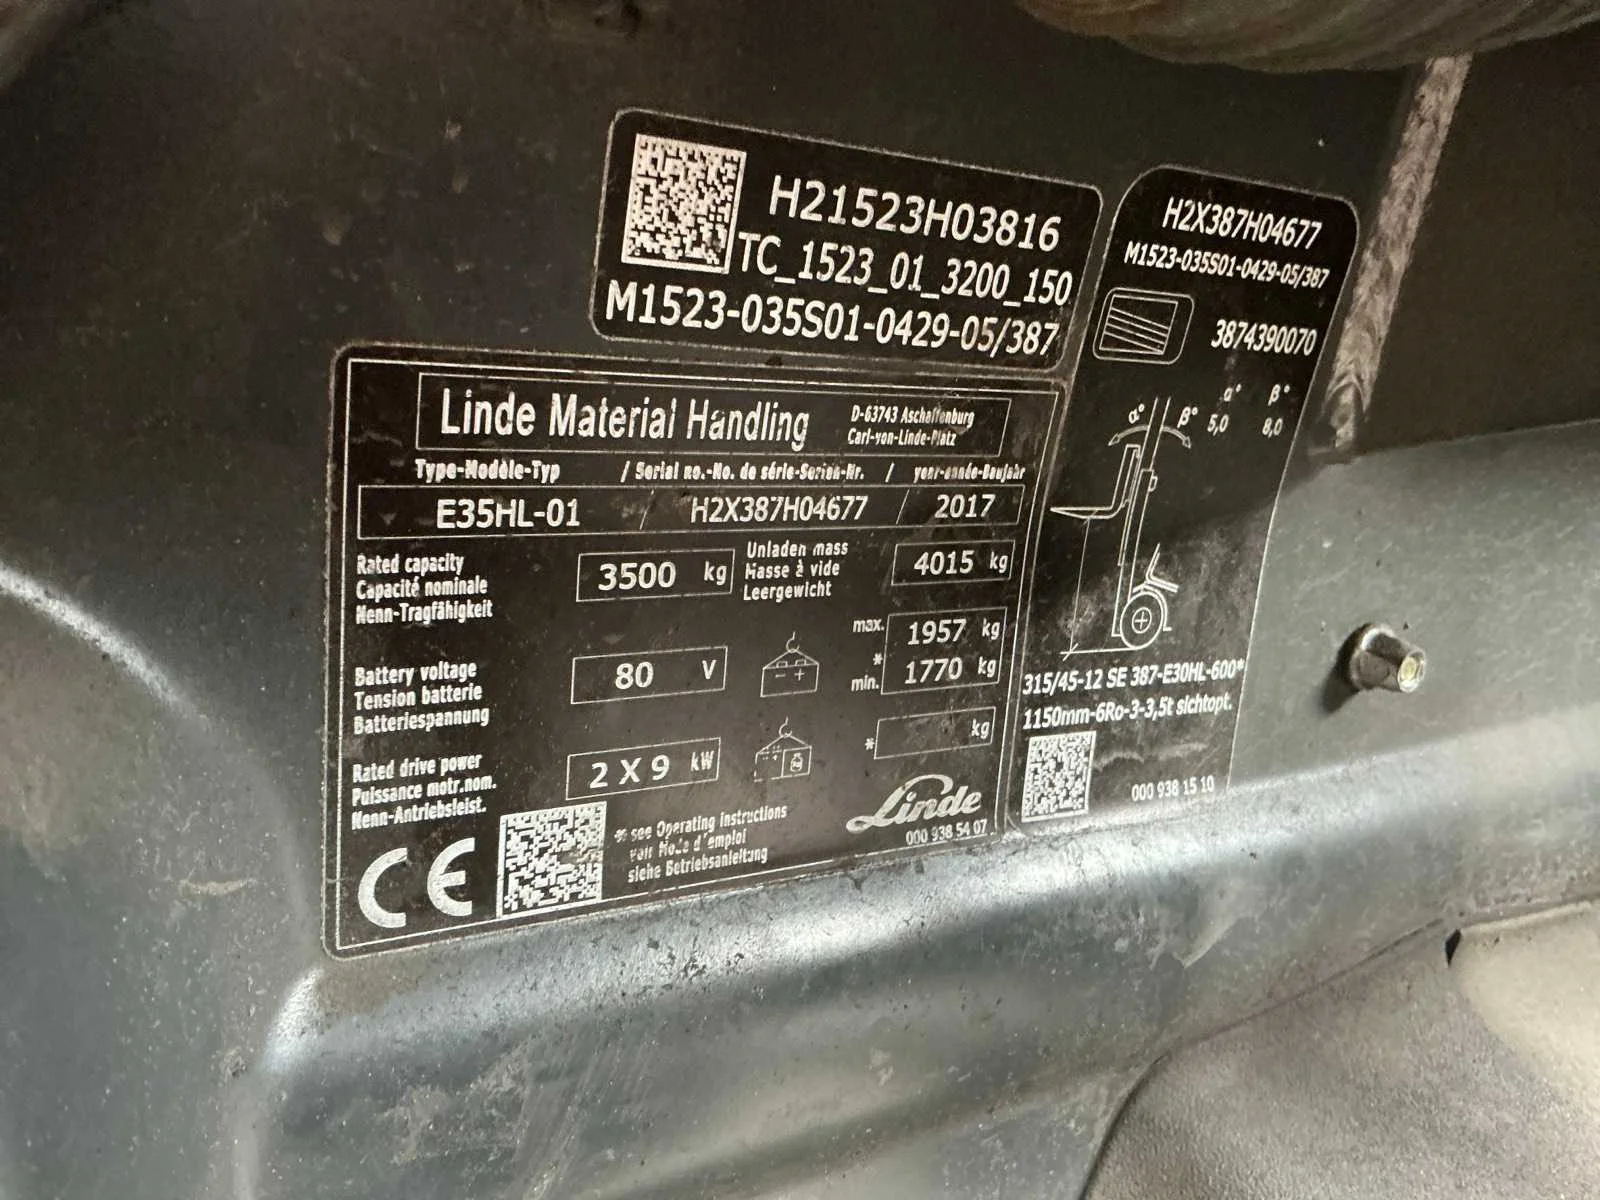 H21523H03816
TC_1523_01_3200_150
M1523-035S01-0429-05/387
H2X387H04677
M1523-035S01-0429-05/387
3874390070
α° β°
α° β° 5,0 8,0
315/45-12 SE 387-E30HL-600*
1150mm-6Ro-3-3,5t sichtopt.
000 938 15 10
Linde Material Handling
D-63743 Aschaffenburg
Carl-von-Linde-Platz
Type-Modèle-Typ / Serial no.-No. de série-Serien-Nr. / year-année-Baujahr
E35HL-01 / H2X387H04677 / 2017
Rated capacity
Capacité nominale
Nenn-Tragfähigkeit
3500 kg
Unladen mass
Masse à vide
Leergewicht
4015 kg
Battery voltage
Tension batterie
Batteriespannung
80 V
- +
max. 1957 kg
*
min. 1770 kg
Rated drive power
Puissance motr.nom.
Nenn-Antriebsleist.
2 X 9 kW
* kg
CE
* see Operating instructions
voir Mode d'emploi
siehe Betriebsanleitung
Linde
000 938 54 07